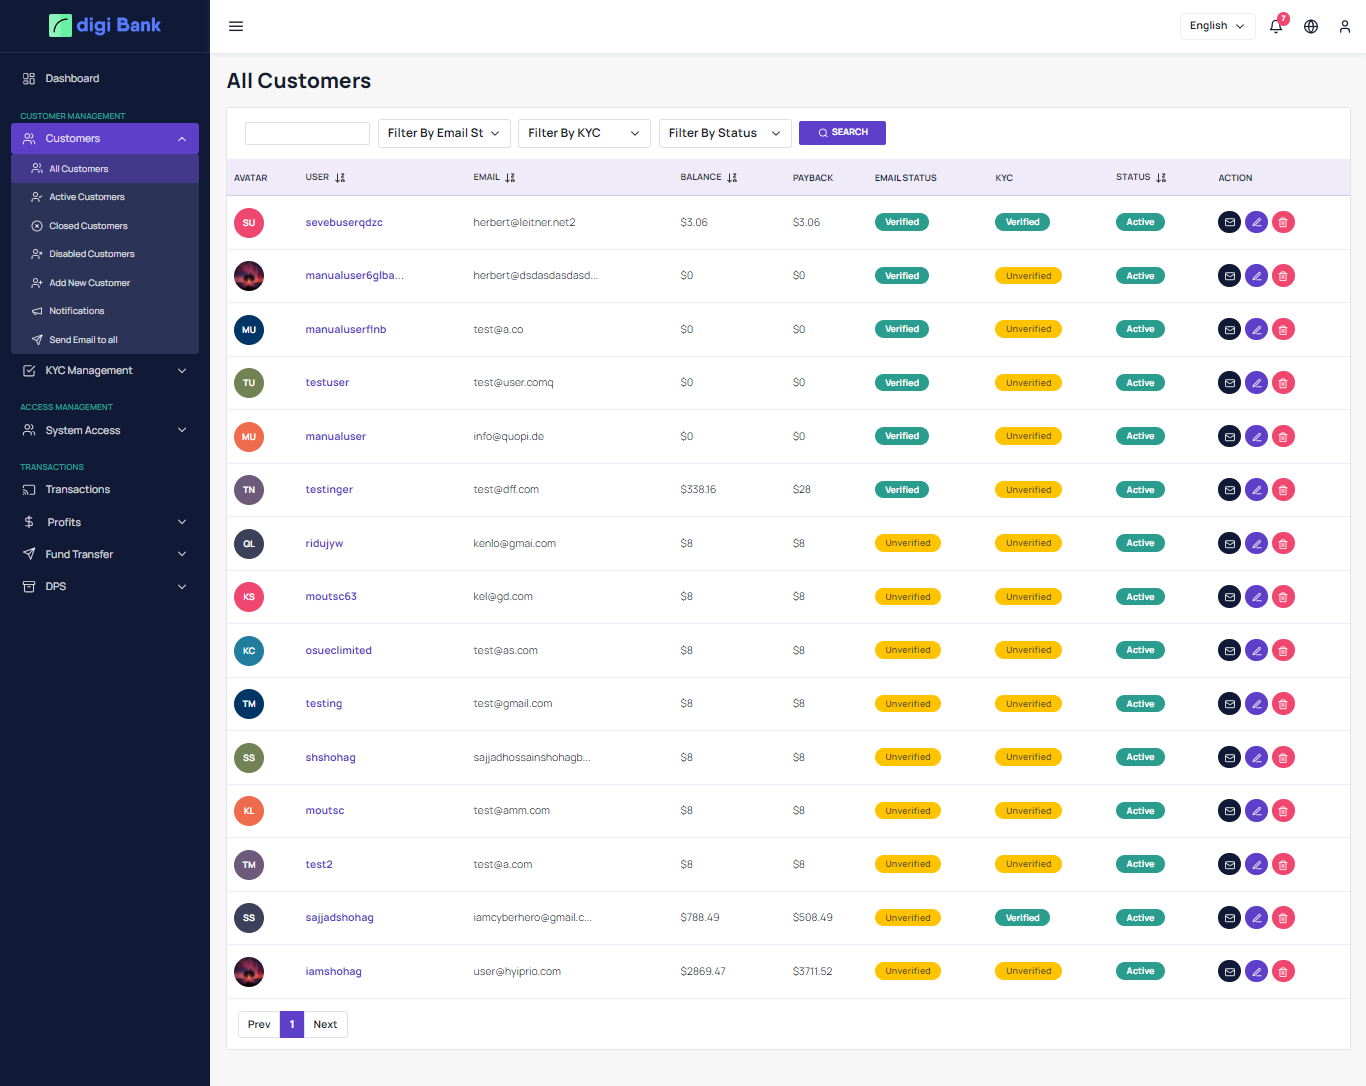 digi Bank
English
7
Dashboard
CUSTOMER MANAGEMENT
Customers
All Customers
Active Customers
Closed Customers
Disabled Customers
Add New Customer
Notifications
Send Email to all
KYC Management
ACCESS MANAGEMENT
System Access
TRANSACTIONS
Transactions
Profits
Fund Transfer
DPS
All Customers
Filter By Email St Filter By KYC Filter By Status SEARCH
AVATAR USER EMAIL BALANCE PAYBACK EMAIL STATUS KYC STATUS ACTION
SU sevebuserqdzc herbert@leitner.net2 $3.06 $3.06 Verified Verified Active
manualuser6glba... herbert@dsdasdasdasd... $0 $0 Verified Unverified Active
MU manualuserflnb test@a.co $0 $0 Verified Unverified Active
TU testuser test@user.comq $0 $0 Verified Unverified Active
MU manualuser info@quopi.de $0 $0 Verified Unverified Active
TN testinger test@dff.com $338.16 $28 Verified Unverified Active
QL ridujyw kenlo@gmai.com $8 $8 Unverified Unverified Active
KS moutsc63 kel@gd.com $8 $8 Unverified Unverified Active
KC osueclimited test@as.com $8 $8 Unverified Unverified Active
TM testing test@gmail.com $8 $8 Unverified Unverified Active
SS shshohag sajjadhossainshohagb... $8 $8 Unverified Unverified Active
KL moutsc test@amm.com $8 $8 Unverified Unverified Active
TM test2 test@a.com $8 $8 Unverified Unverified Active
SS sajjadshohag iamcyberhero@gmail.c... $788.49 $508.49 Unverified Verified Active
iamshohag user@hyiprio.com $2869.47 $3711.52 Unverified Unverified Active
Prev 1 Next